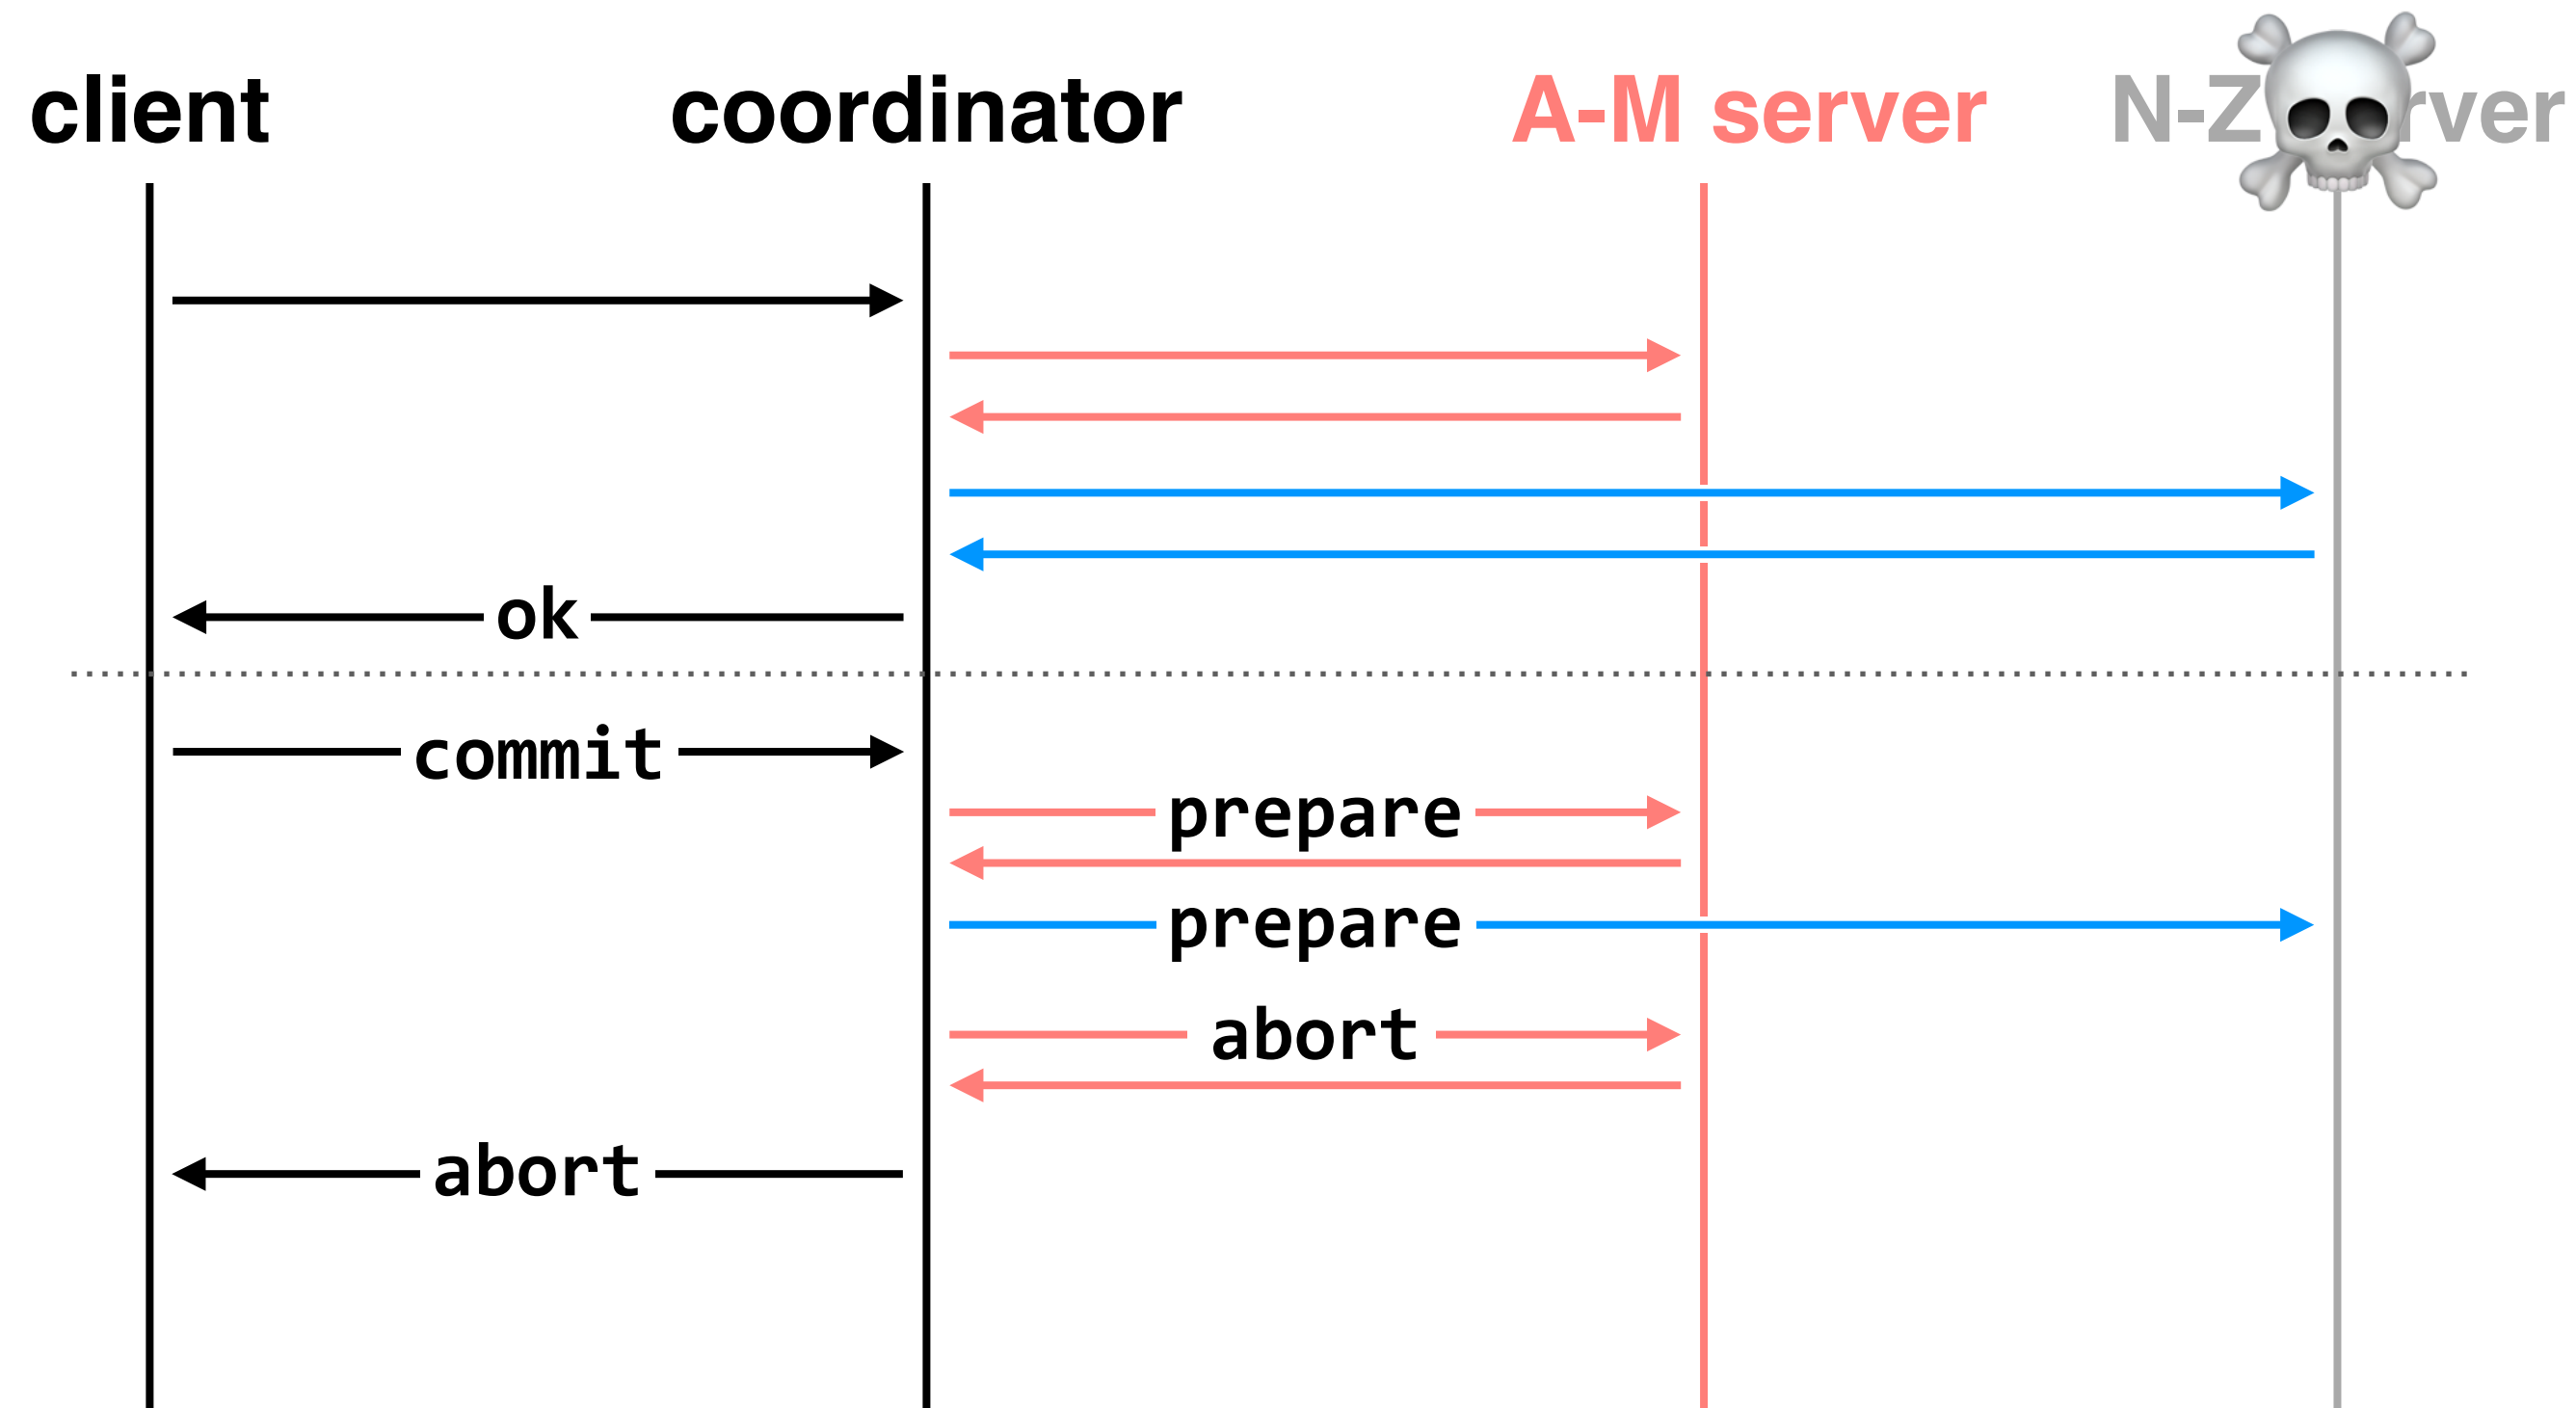 client coordinator A-M server N-Z rver
ok
commit
prepare
prepare
abort
abort